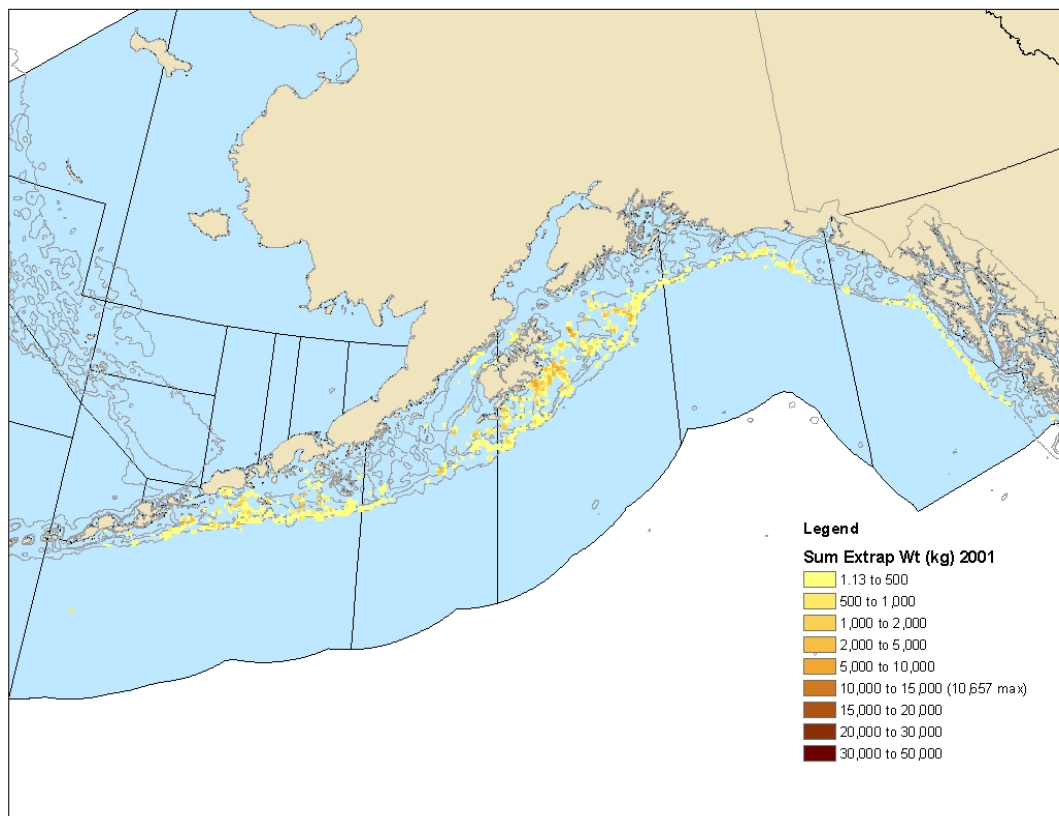 Legend
Sum Extrap Wt (kg) 2001
1.13 to 500
500 to 1,000
1,000 to 2,000
2,000 to 5,000
5,000 to 10,000
10,000 to 15,000 (10,657 max)
15,000 to 20,000
20,000 to 30,000
30,000 to 50,000